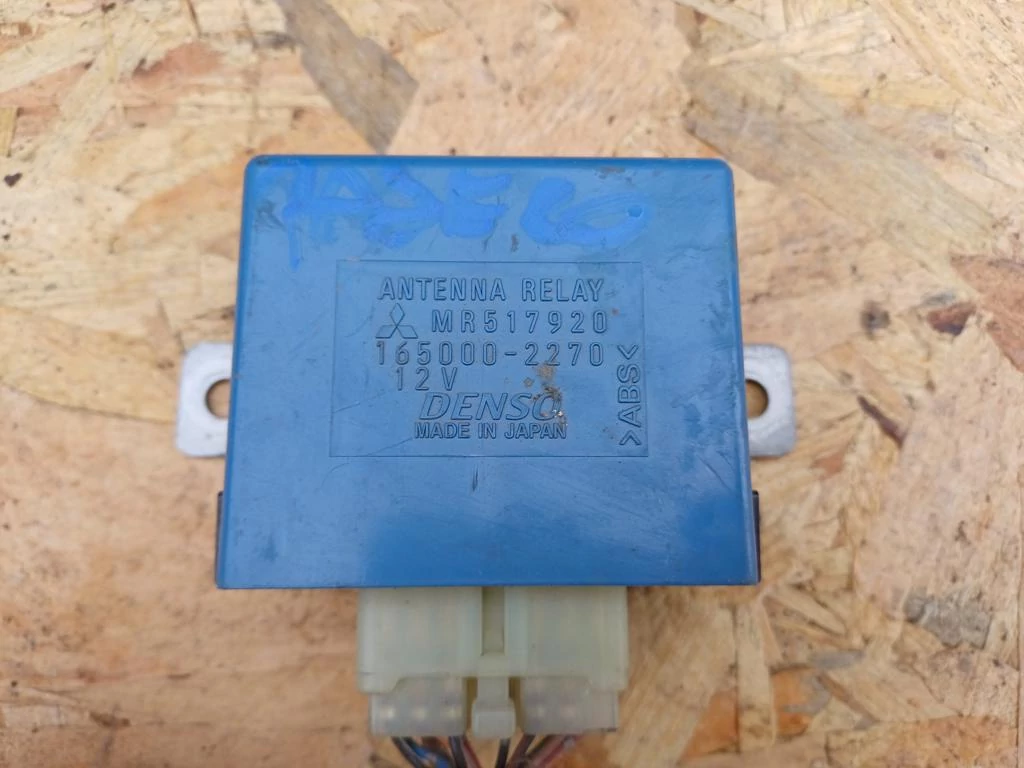 ANTENNA RELAY
MR517920
165000-2270
12V
DENSO
MADE IN JAPAN
>ABS<